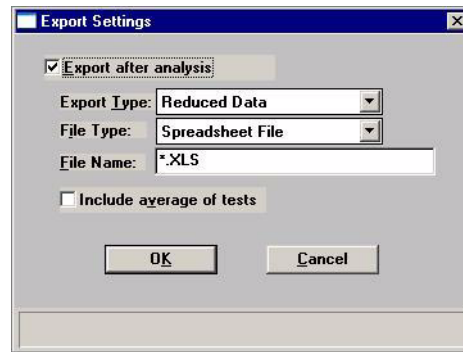 Export Settings
Export after analysis
Export Type: Reduced Data
File Type: Spreadsheet File
File Name: *.XLS
Include average of tests
OK Cancel